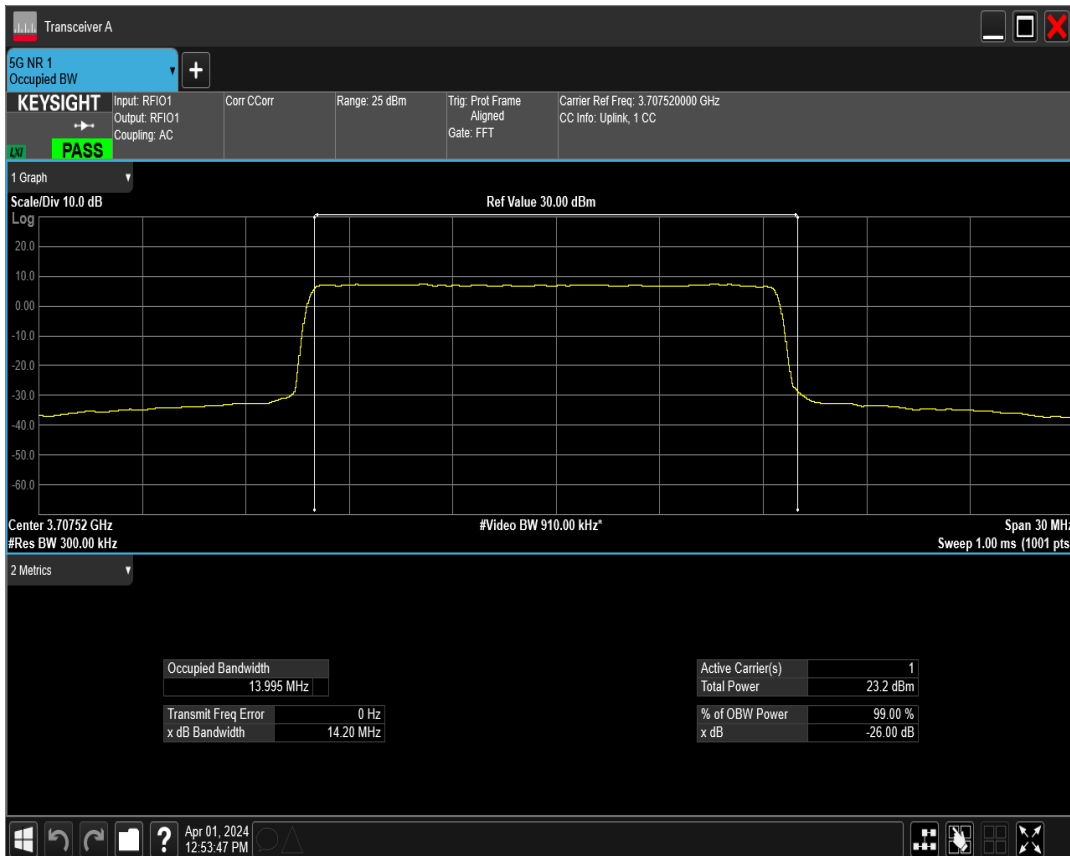 Transceiver A
5G NR 1
Occupied BW
KEYSIGHT
LXI
PASS
Input: RFIO1
Output: RFIO1
Coupling: AC
Corr CCorr
Range: 25 dBm
Trig: Prot Frame
Aligned
Gate: FFT
Carrier Ref Freq: 3.707520000 GHz
CC Info: Uplink, 1 CC
1 Graph
Scale/Div 10.0 dB
Ref Value 30.00 dBm
Log
20.0
10.0
0.00
-10.0
-20.0
-30.0
-40.0
-50.0
-60.0
Center 3.70752 GHz
#Video BW 910.00 kHz*
Span 30 MHz
#Res BW 300.00 kHz
Sweep 1.00 ms (1001 pts
2 Metrics
Occupied Bandwidth
13.995 MHz
Transmit Freq Error 0 Hz
x dB Bandwidth 14.20 MHz
Active Carrier(s) 1
Total Power 23.2 dBm
% of OBW Power 99.00 %
x dB -26.00 dB
?
Apr 01, 2024
12:53:47 PM